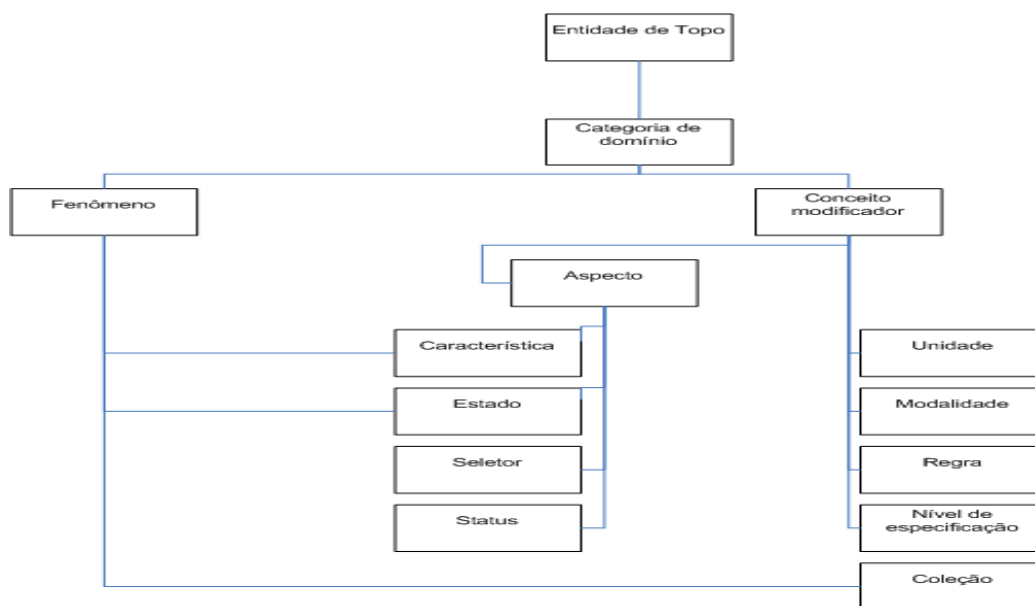 Entidade de Topo
Categoria de
domínio
Fenômeno
Conceito
modificador
Aspecto
Característica
Unidade
Estado
Modalidade
Seletor
Regra
Status
Nível de
especificação
Coleção